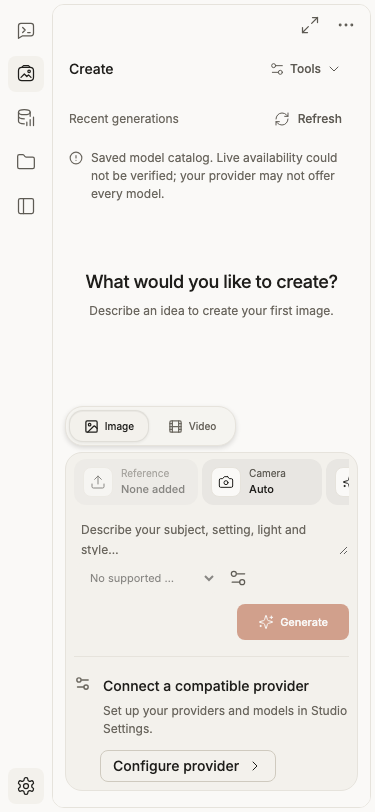 Create
Tools
Recent generations
Refresh
Saved model catalog. Live availability could
not be verified; your provider may not offer
every model.
What would you like to create?
Describe an idea to create your first image.
Image
Video
Reference
None added
Camera
Auto
Describe your subject, setting, light and
style...
No supported ...
Generate
Connect a compatible provider
Set up your providers and models in Studio
Settings.
Configure provider